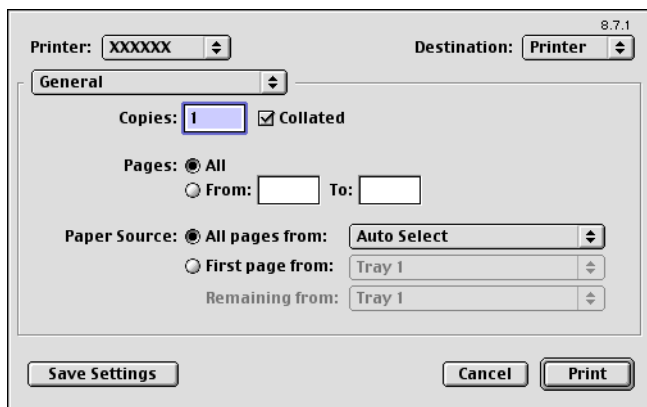 8.7.1
Printer: XXXXXX Destination: Printer
General
Copies: 1 Collated
Pages: All
From: To:
Paper Source: All pages from: Auto Select
First page from: Tray 1
Remaining from: Tray 1
Save Settings Cancel Print